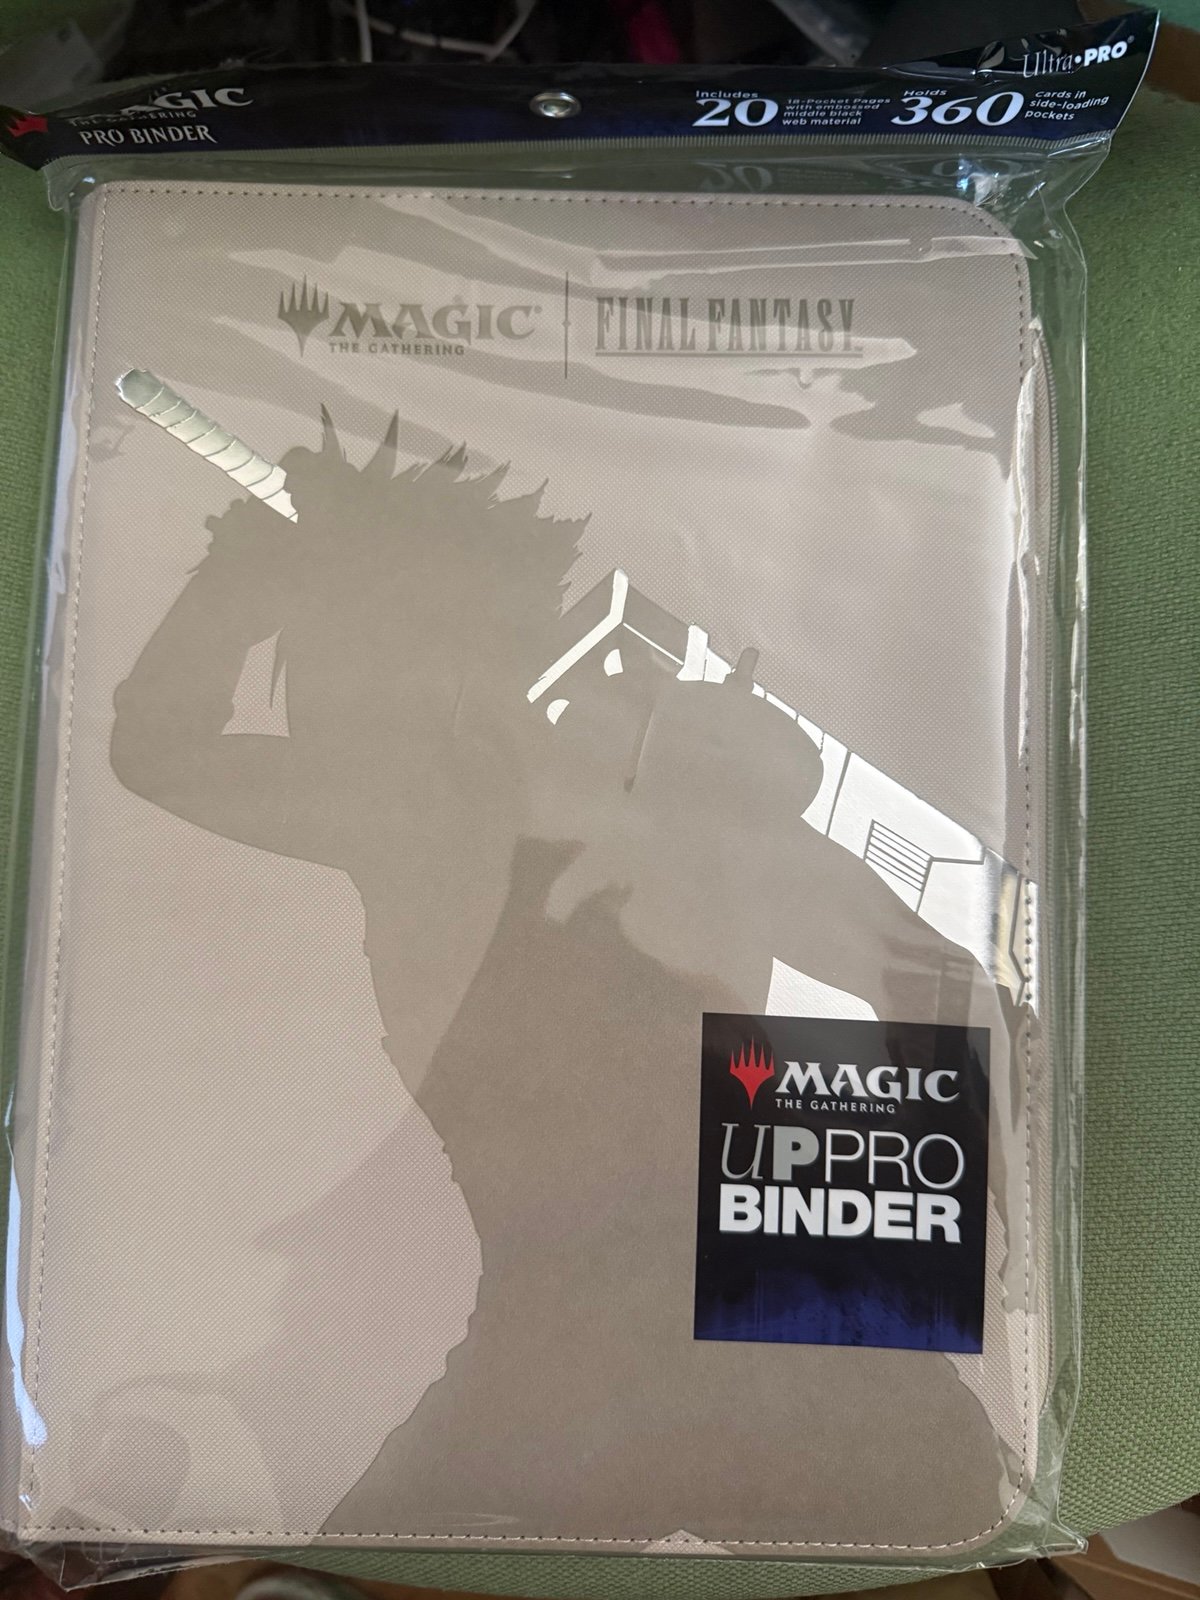 MAGIC
THE GATHERING
PRO BINDER
Includes
20
18-Pocket Pages
with embossed
middle black
web material
Holds
360
cards in
side-loading
pockets
Ultra•PRO®
MAGIC®
THE GATHERING
FINAL FANTASY
MAGIC
THE GATHERING
UPPRO
BINDER